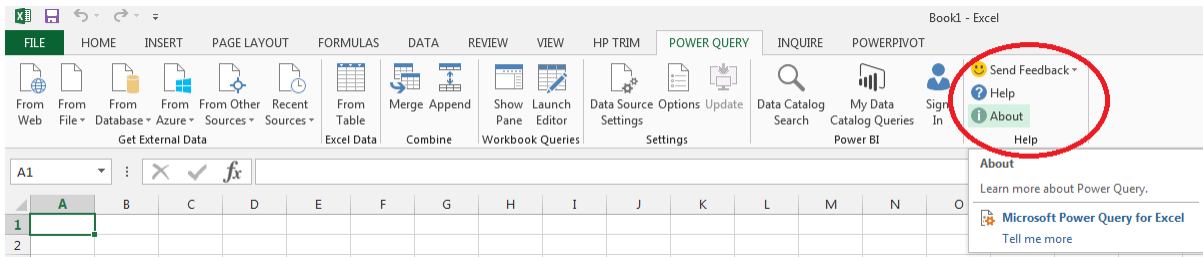 Book1 - Excel
FILE HOME INSERT PAGE LAYOUT FORMULAS DATA REVIEW VIEW HP TRIM POWER QUERY INQUIRE POWERPIVOT
From Web
From File
From Database
From Azure
From Other Sources
Recent Sources
Get External Data
From Table
Excel Data
Merge Append
Combine
Show Pane
Launch Editor
Workbook Queries
Data Source Settings
Options Update
Settings
Data Catalog Search
My Data Catalog Queries
Sign In
Power BI
Send Feedback
Help
About
Help
A1
fx
A B C D E F G H I J K L M N O
1
2
About
Learn more about Power Query.
Microsoft Power Query for Excel
Tell me more